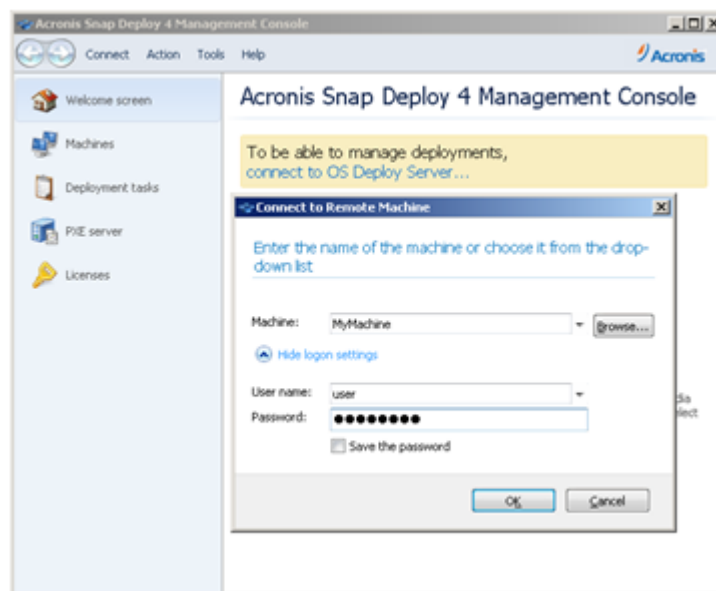 Acronis Snap Deploy 4 Management Console
Connect Action Tools Help
Acronis
Welcome screen
Machines
Deployment tasks
PXE server
Licenses
Acronis Snap Deploy 4 Management Console
To be able to manage deployments,
connect to OS Deploy Server...
Connect to Remote Machine
Enter the name of the machine or choose it from the drop-
down list
Machine: MyMachine Browse...
Hide logon settings
User name: user
Password: ●●●●●●●●
Save the password
OK Cancel
dia
elect